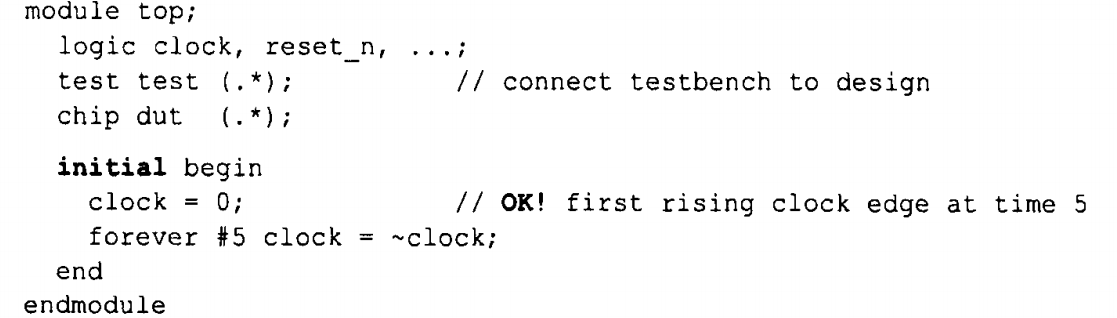 module top;
  logic clock, reset_n, ...;
  test test (.*);          // connect testbench to design
  chip dut  (.*);
  initial begin
    clock = 0;             // OK! first rising clock edge at time 5
    forever #5 clock = ~clock;
  end
endmodule